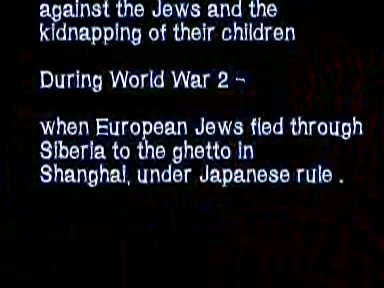 against the Jews and the
kidnapping of their children
During World War 2 -
when European Jews fled through
Siberia to the ghetto in
Shanghai, under Japanese rule .